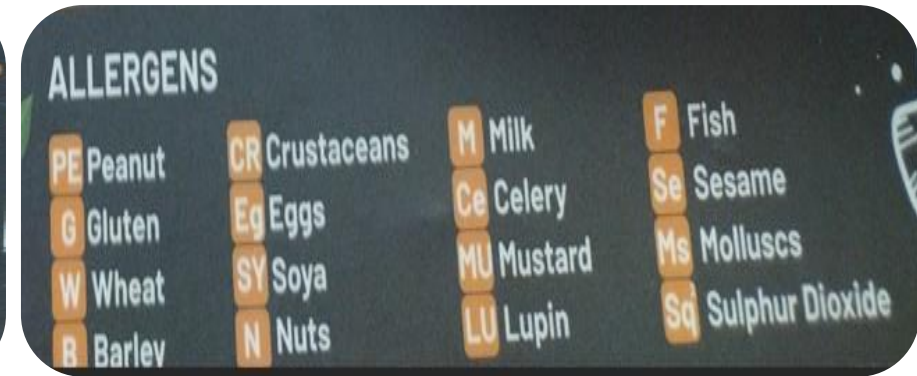 ALLERGENS
PE Peanut
G Gluten
W Wheat
B Barley
CR Crustaceans
Eg Eggs
SY Soya
N Nuts
M Milk
Ce Celery
MU Mustard
LU Lupin
F Fish
Se Sesame
Ms Molluscs
Sq Sulphur Dioxide